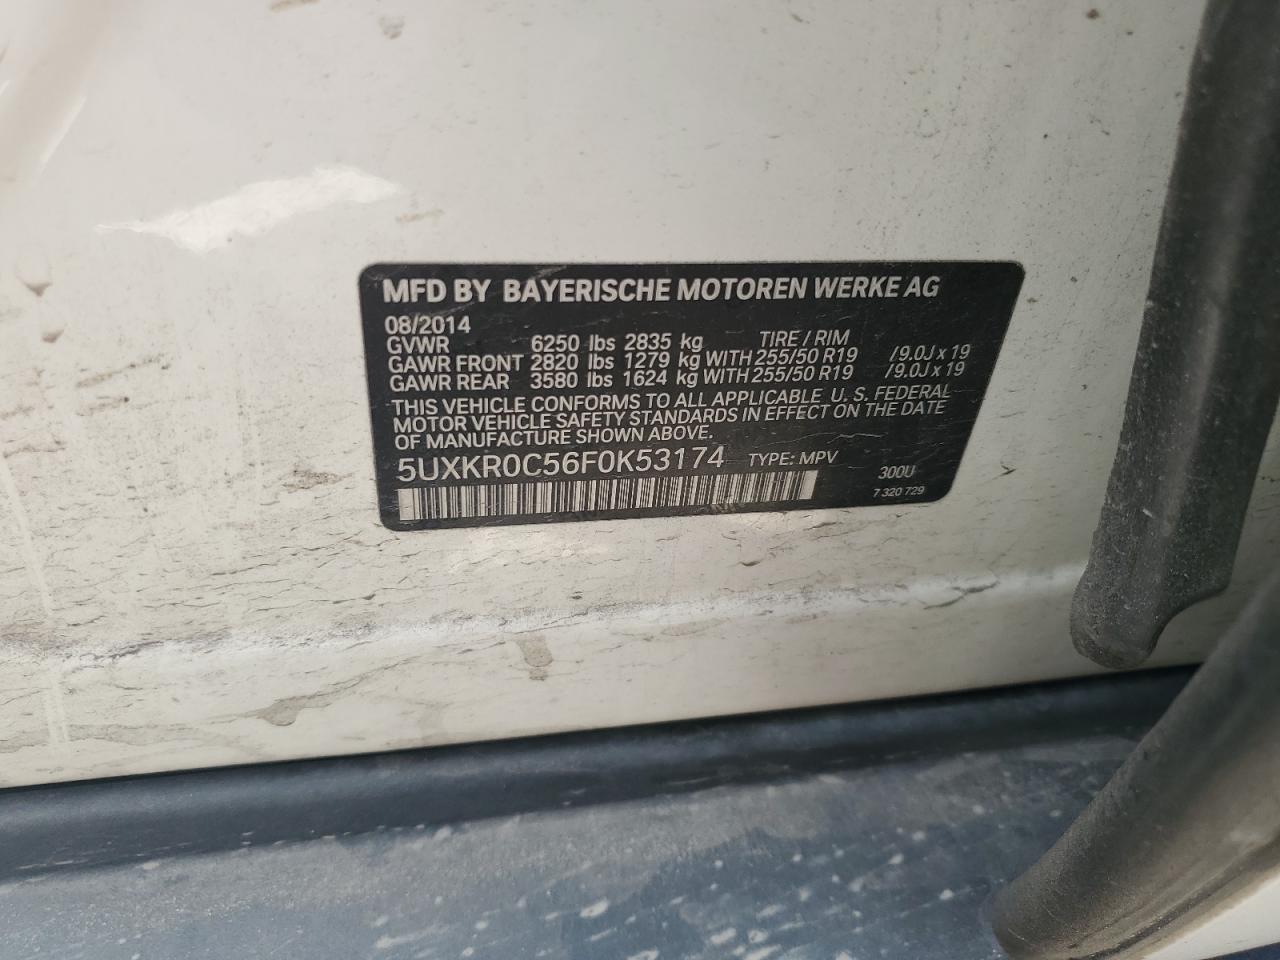 MFD BY BAYERISCHE MOTOREN WERKE AG
08/2014
GVWR 6250 lbs 2835 kg TIRE / RIM
GAWR FRONT 2820 lbs 1279 kg WITH 255/50 R19 /9.0J x 19
GAWR REAR 3580 lbs 1624 kg WITH 255/50 R19 /9.0J x 19
THIS VEHICLE CONFORMS TO ALL APPLICABLE U. S. FEDERAL
MOTOR VEHICLE SAFETY STANDARDS IN EFFECT ON THE DATE
OF MANUFACTURE SHOWN ABOVE.
5UXKR0C56F0K53174 TYPE: MPV 300U
7 320 729